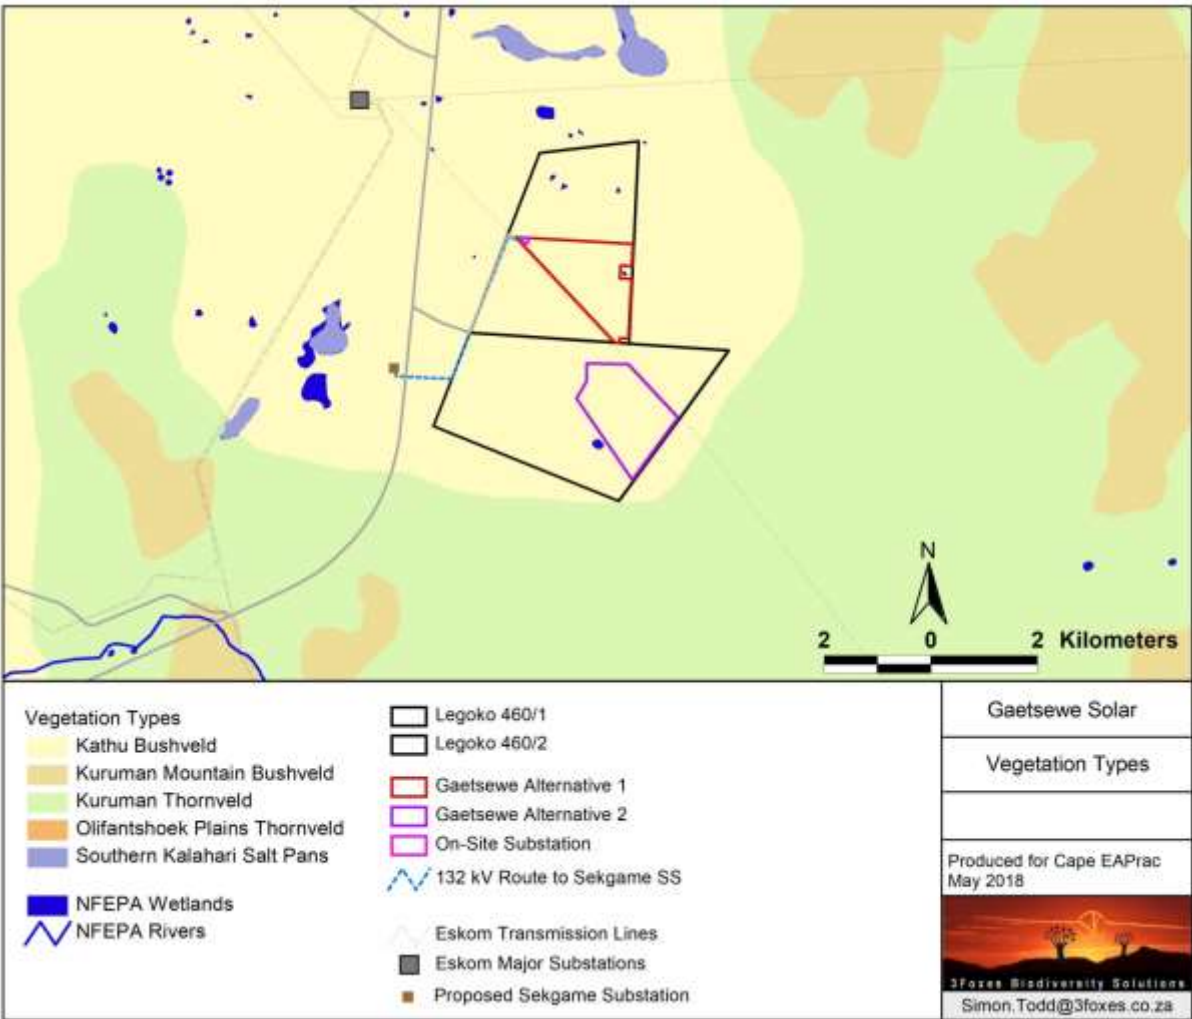 N
2 0 2 Kilometers
Vegetation Types
Kathu Bushveld
Kuruman Mountain Bushveld
Kuruman Thornveld
Olifantshoek Plains Thornveld
Southern Kalahari Salt Pans
NFEPA Wetlands
NFEPA Rivers
Legoko 460/1
Legoko 460/2
Gaetsewe Alternative 1
Gaetsewe Alternative 2
On-Site Substation
132 kV Route to Sekgame SS
Eskom Transmission Lines
Eskom Major Substations
Proposed Sekgame Substation
Gaetsewe Solar
Vegetation Types
Produced for Cape EAPrac
May 2018
3Foxes Biodiversity Solutions
Simon.Todd@3foxes.co.za